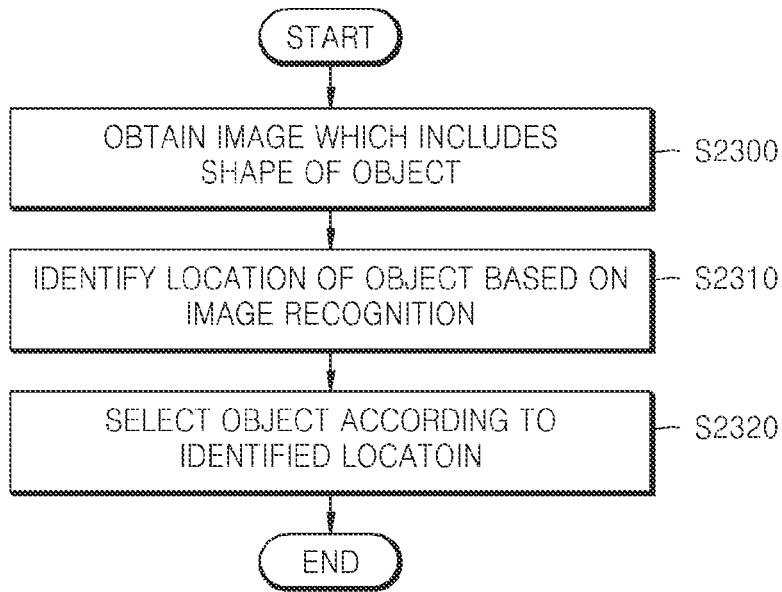 START
OBTAIN IMAGE WHICH INCLUDES
SHAPE OF OBJECT
S2300
IDENTIFY LOCATION OF OBJECT BASED ON
IMAGE RECOGNITION
S2310
SELECT OBJECT ACCORDING TO
IDENTIFIED LOCATOIN
S2320
END